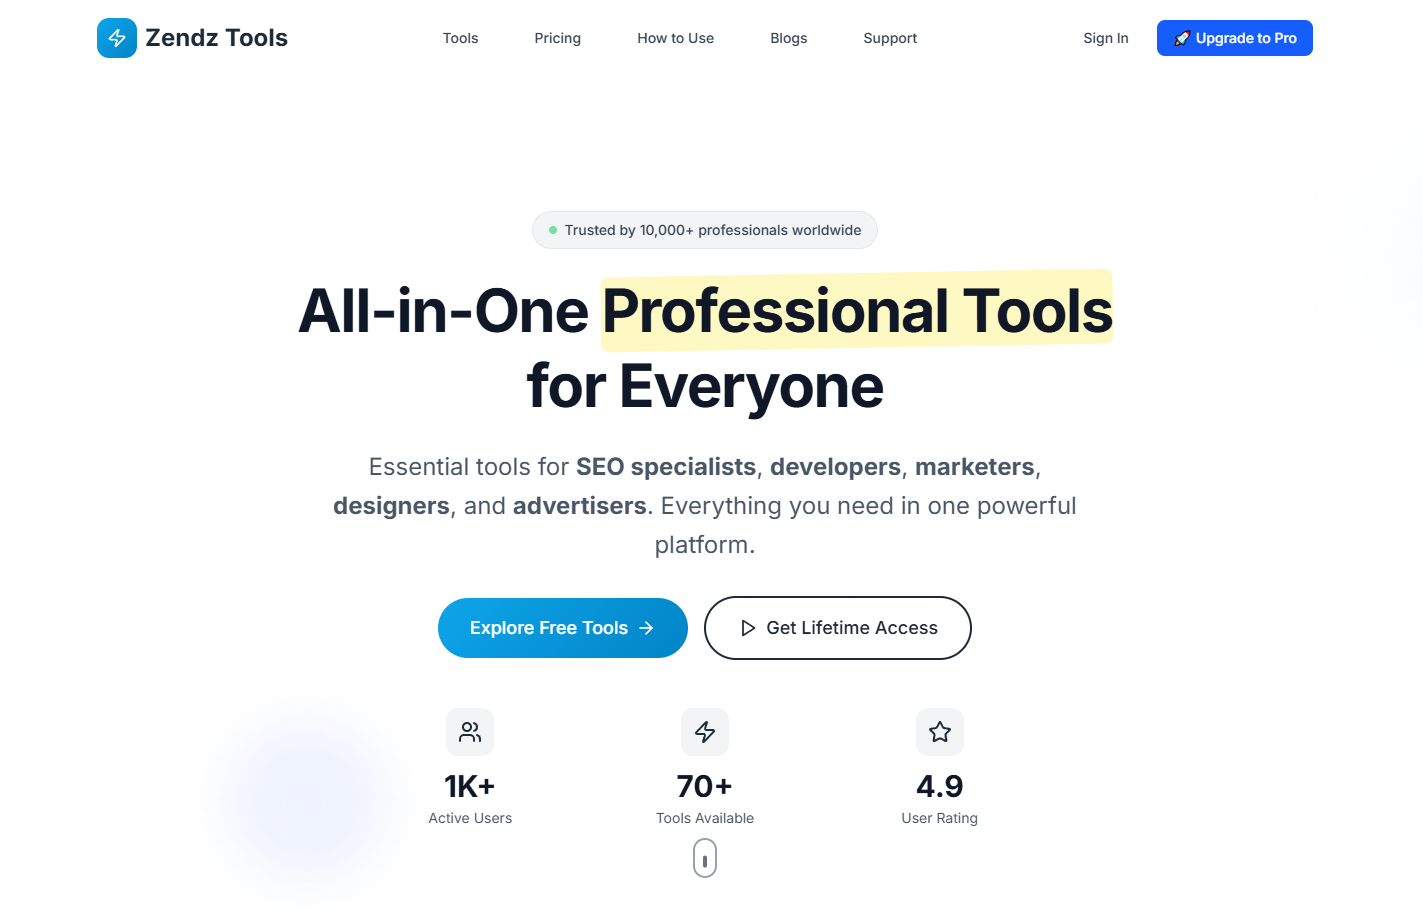 Zendz Tools
Tools
Pricing
How to Use
Blogs
Support
Sign In
🚀 Upgrade to Pro
Trusted by 10,000+ professionals worldwide
All-in-One Professional Tools
for Everyone
Essential tools for SEO specialists, developers, marketers,
designers, and advertisers. Everything you need in one powerful
platform.
Explore Free Tools →
Get Lifetime Access
1K+
Active Users
70+
Tools Available
4.9
User Rating